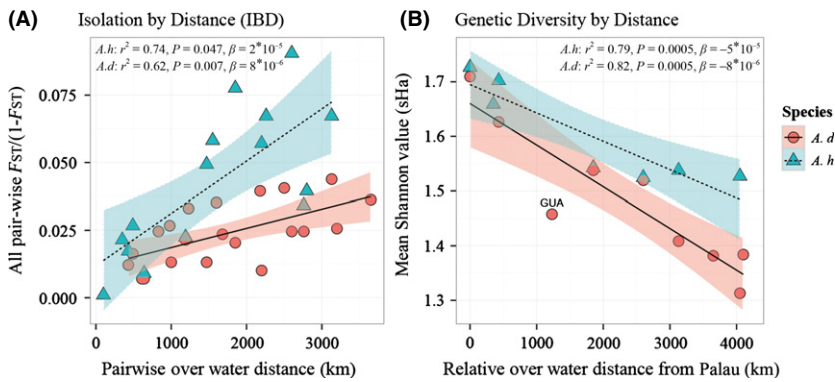 (A) Isolation by Distance (IBD)
A.h: r² = 0.74, P = 0.047, β = 2*10⁻⁵
A.d: r² = 0.62, P = 0.007, β = 8*10⁻⁶
All pair-wise FST/(1-FST)
0.075
0.050
0.025
0.000
0 1000 2000 3000
Pairwise over water distance (km)
(B) Genetic Diversity by Distance
A.h: r² = 0.79, P = 0.0005, β = –5*10⁻⁵
A.d: r² = 0.82, P = 0.0005, β = –8*10⁻⁶
Mean Shannon value (sHa)
1.7
1.6
1.5
1.4
1.3
GUA
0 1000 2000 3000 4000
Relative over water distance from Palau (km)
Species
A. d
A. h